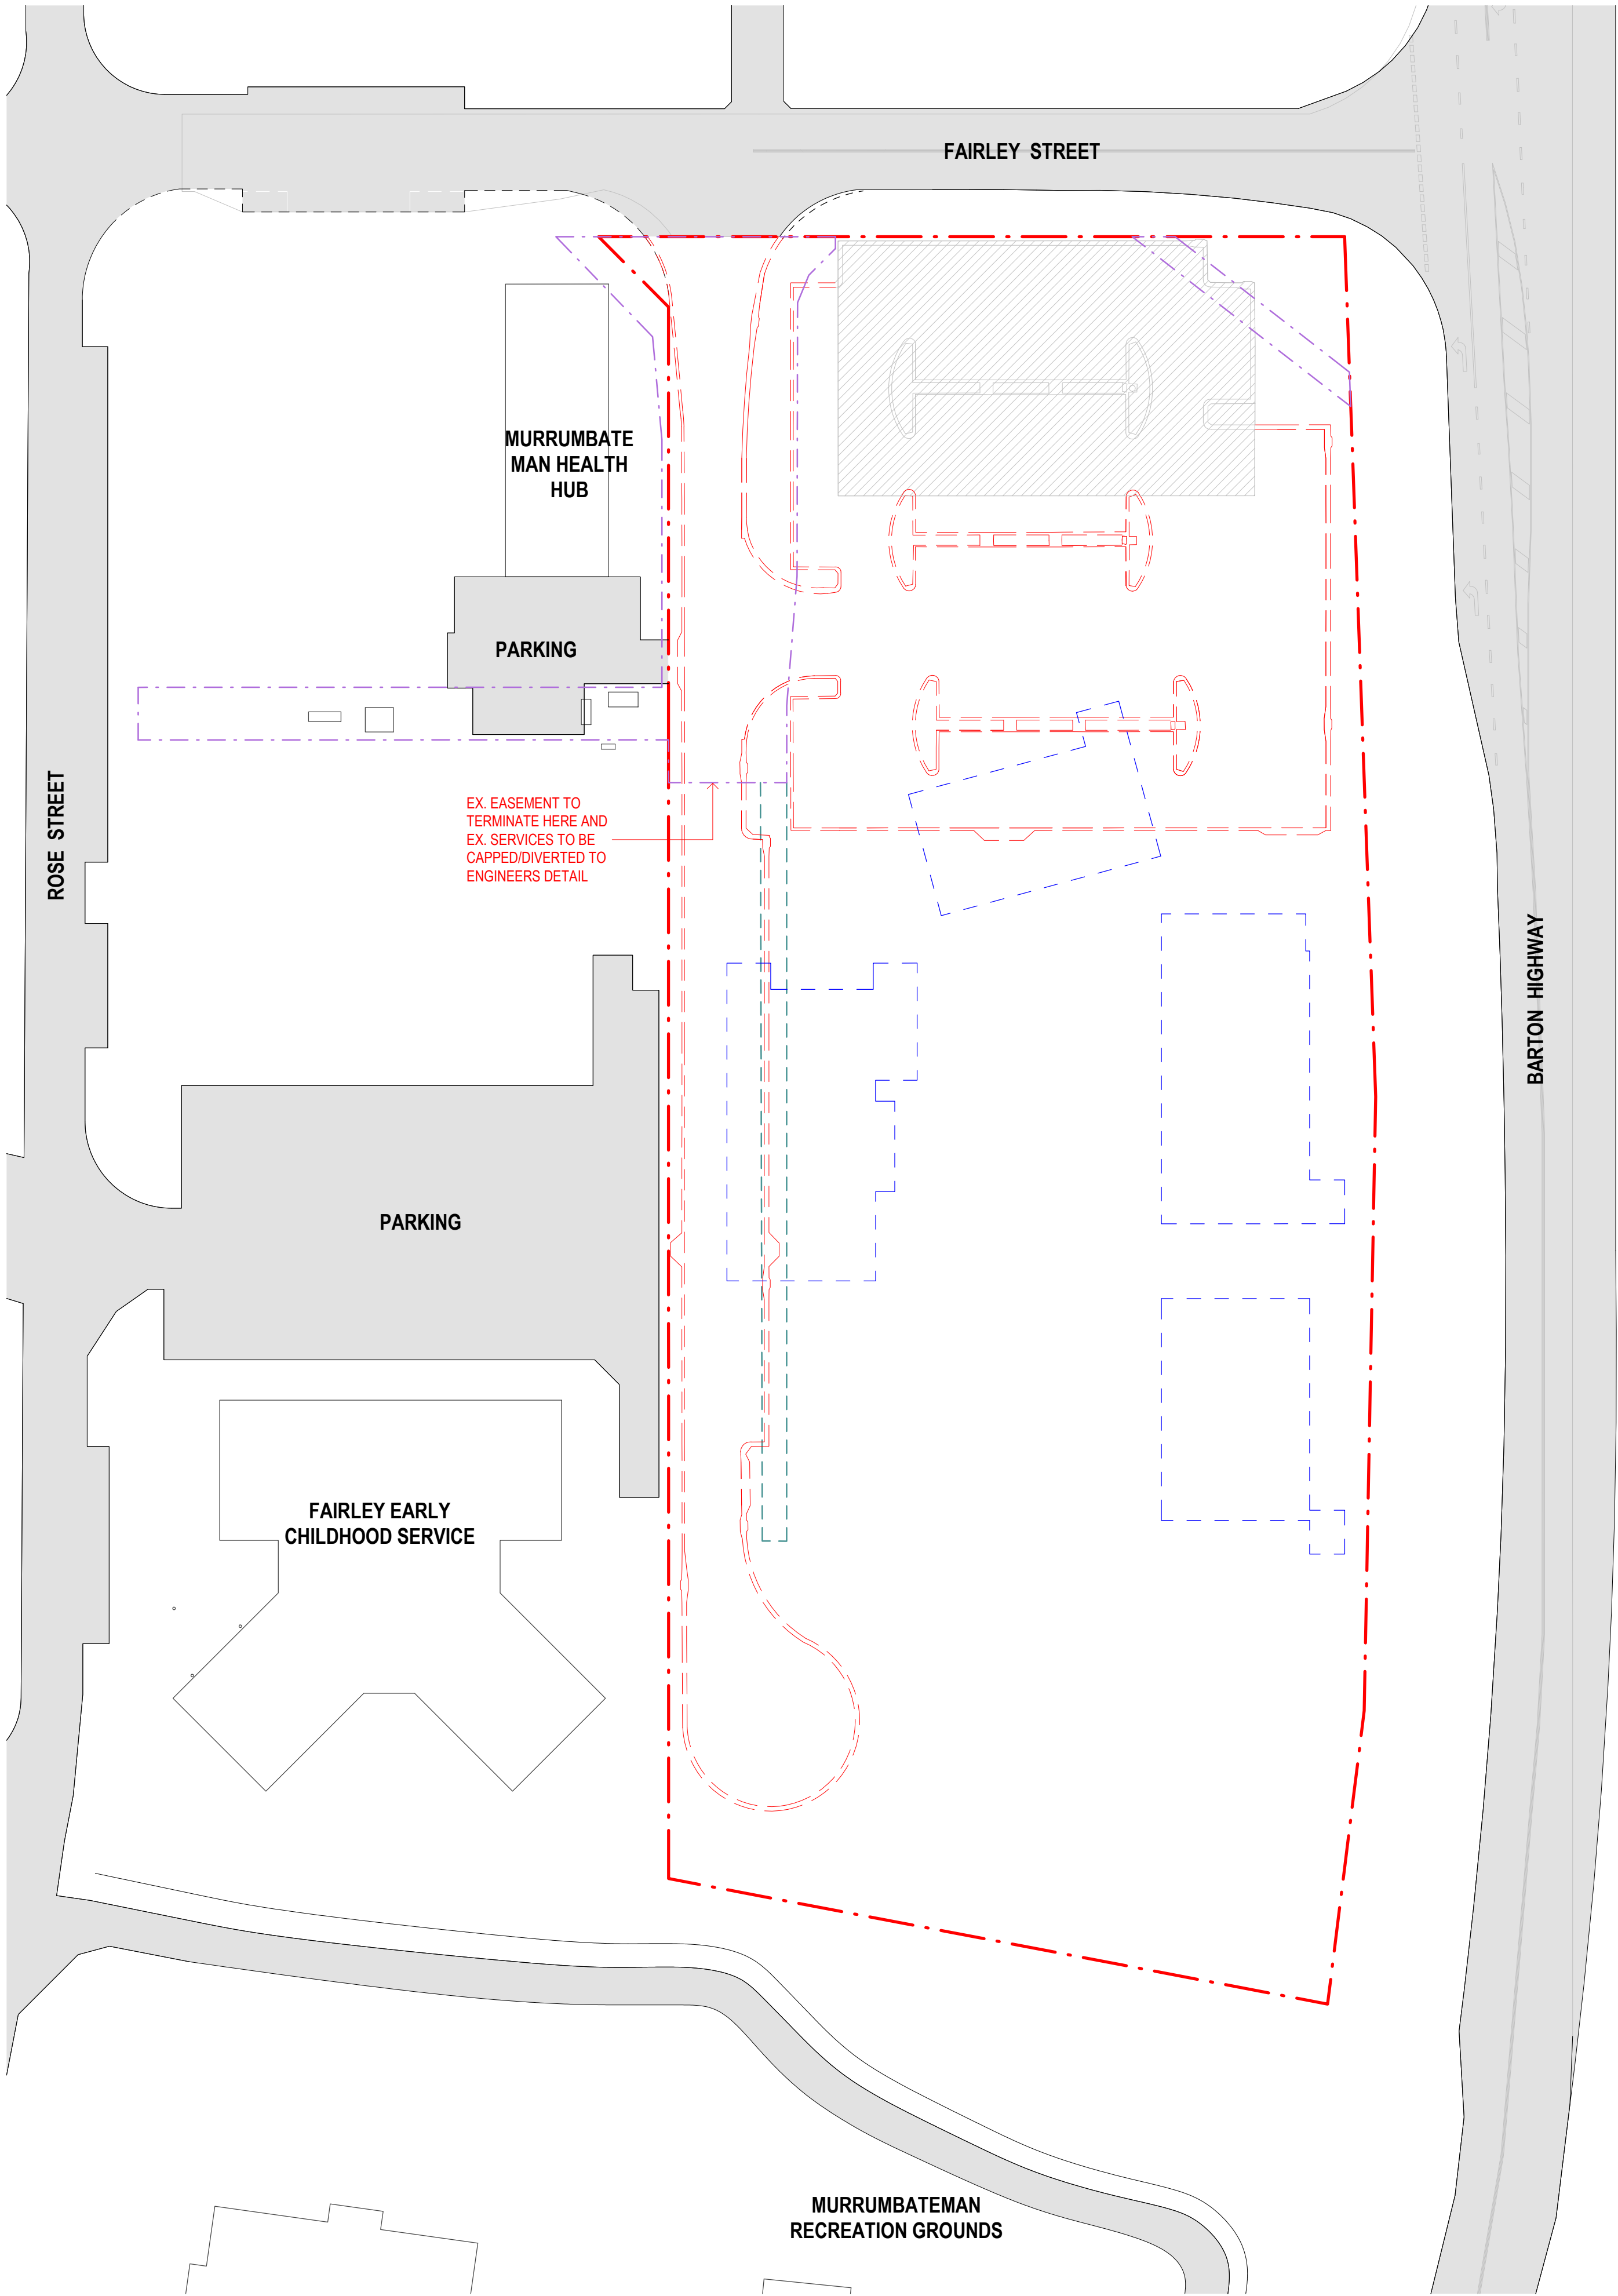 FAIRLEY STREET
MURRUMBATE
MAN HEALTH
HUB
PARKING
ROSE STREET
EX. EASEMENT TO
TERMINATE HERE AND
EX. SERVICES TO BE
CAPPED/DIVERTED TO
ENGINEERS DETAIL
BARTON HIGHWAY
PARKING
FAIRLEY EARLY
CHILDHOOD SERVICE
MURRUMBATEMAN
RECREATION GROUNDS